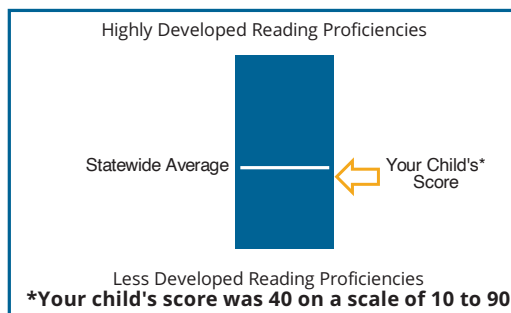 Highly Developed Reading Proficiencies
Statewide Average
Your Child's*
Score
Less Developed Reading Proficiencies
*Your child's score was 40 on a scale of 10 to 90